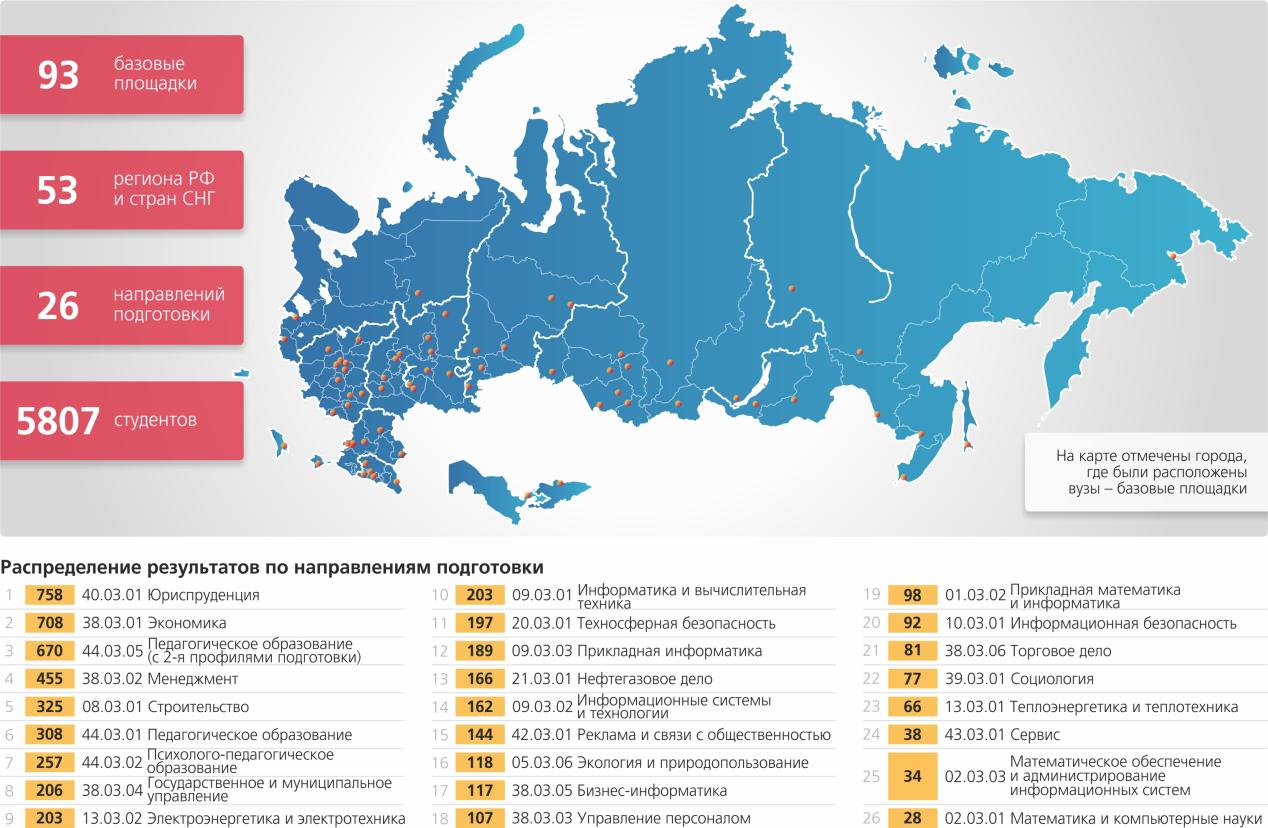 93
базовые
площадки
53
региона РФ
и стран СНГ
26
направлений
подготовки
5807
студентов
На карте отмечены города,
где были расположены
вузы – базовые площадки
Распределение результатов по направлениям подготовки
1 758 40.03.01 Юриспруденция
2 708 38.03.01 Экономика
3 670 44.03.05 Педагогическое образование
(с 2-я профилями подготовки)
4 455 38.03.02 Менеджмент
5 325 08.03.01 Строительство
6 308 44.03.01 Педагогическое образование
7 257 44.03.02 Психолого-педагогическое
образование
8 206 38.03.04 Государственное и муниципальное
управление
9 203 13.03.02 Электроэнергетика и электротехника
10 203 09.03.01 Информатика и вычислительная
техника
11 197 20.03.01 Техносферная безопасность
12 189 09.03.03 Прикладная информатика
13 166 21.03.01 Нефтегазовое дело
14 162 09.03.02 Информационные системы
и технологии
15 144 42.03.01 Реклама и связи с общественностью
16 118 05.03.06 Экология и природопользование
17 117 38.03.05 Бизнес-информатика
18 107 38.03.03 Управление персоналом
19 98 01.03.02 Прикладная математика
и информатика
20 92 10.03.01 Информационная безопасность
21 81 38.03.06 Торговое дело
22 77 39.03.01 Социология
23 66 13.03.01 Теплоэнергетика и теплотехника
24 38 43.03.01 Сервис
25 34 02.03.03 Математическое обеспечение
и администрирование
информационных систем
26 28 02.03.01 Математика и компьютерные науки